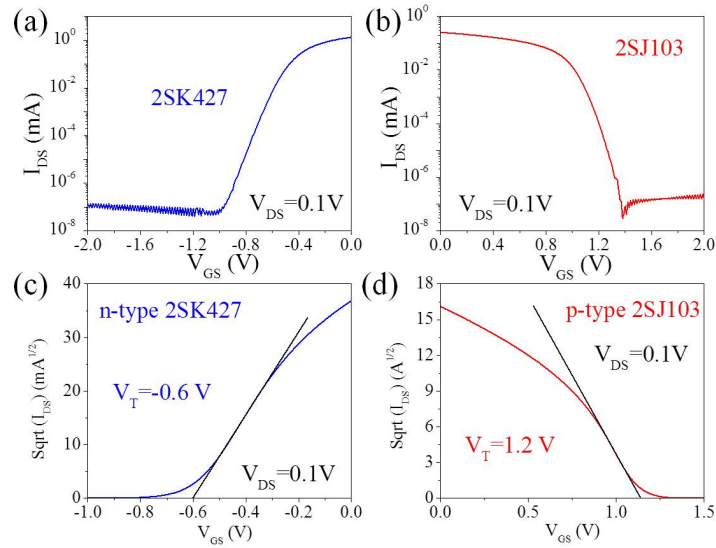 (a)
10⁰
10⁻²
10⁻⁴
10⁻⁶
10⁻⁸
I_DS (mA)
2SK427
V_DS=0.1V
-2.0 -1.6 -1.2 -0.8 -0.4 0.0
V_GS (V)
(b)
10⁰
10⁻²
10⁻⁴
10⁻⁶
10⁻⁸
I_DS (mA)
2SJ103
V_DS=0.1V
0.0 0.4 0.8 1.2 1.6 2.0
V_GS (V)
(c)
40
30
20
10
0
Sqrt (I_DS) (mA^1/2)
n-type 2SK427
V_T=-0.6 V
V_DS=0.1V
-1.0 -0.8 -0.6 -0.4 -0.2 0.0
V_GS (V)
(d)
18
15
12
9
6
3
0
Sqrt (I_DS) (A^1/2)
p-type 2SJ103
V_DS=0.1V
V_T=1.2 V
0.0 0.5 1.0 1.5
V_GS (V)